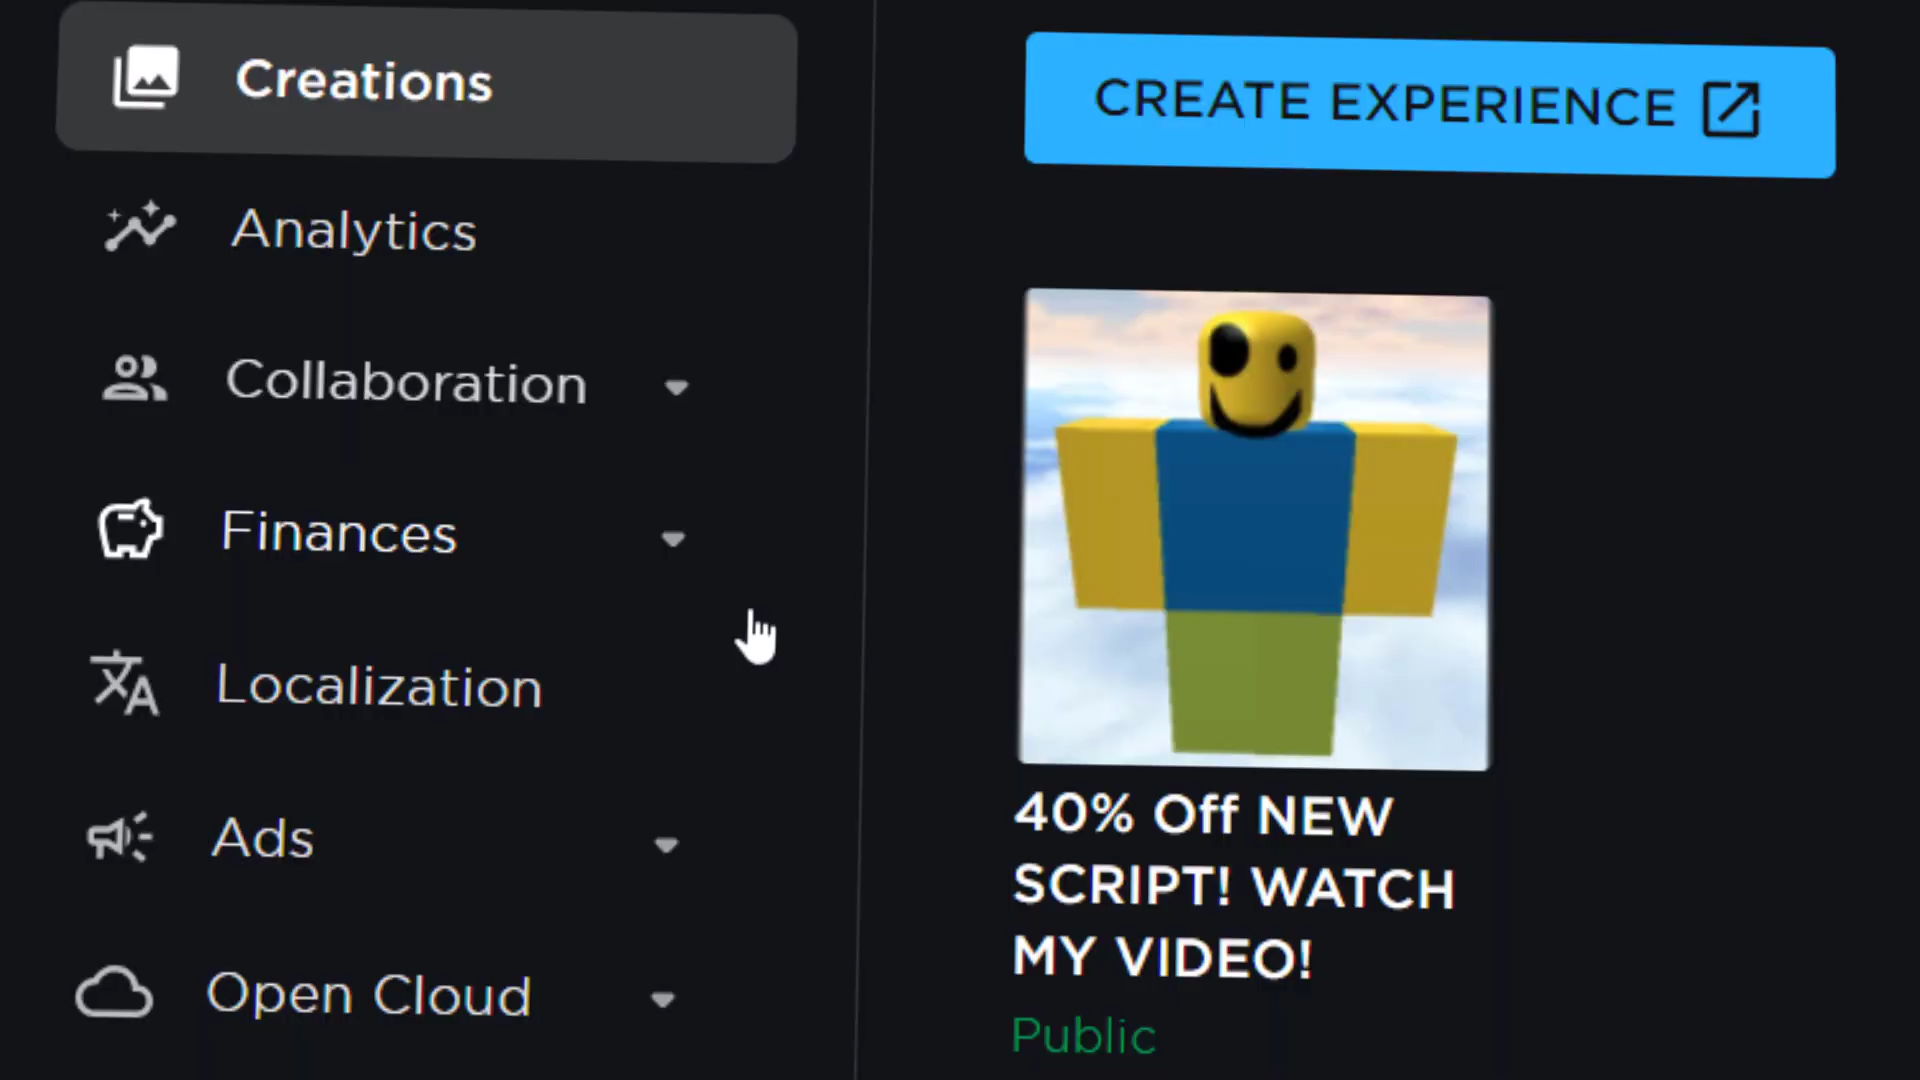 Creations
Analytics
Collaboration
Finances
Localization
Ads
Open Cloud
CREATE EXPERIENCE
40% Off NEW
SCRIPT! WATCH
MY VIDEO!
Public